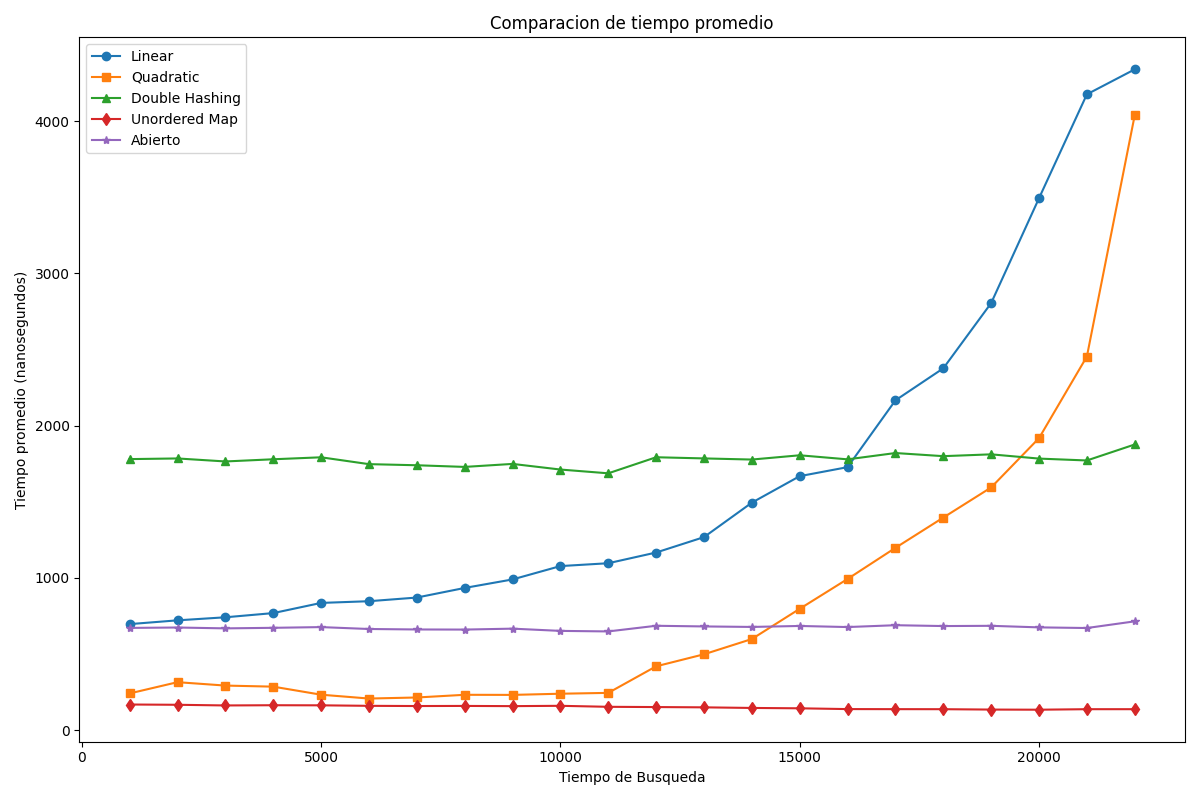 Comparacion de tiempo promedio
Linear
Quadratic
Double Hashing
Unordered Map
Abierto
Tiempo promedio (nanosegundos)
4000
3000
2000
1000
0
0
5000
10000
15000
20000
Tiempo de Busqueda